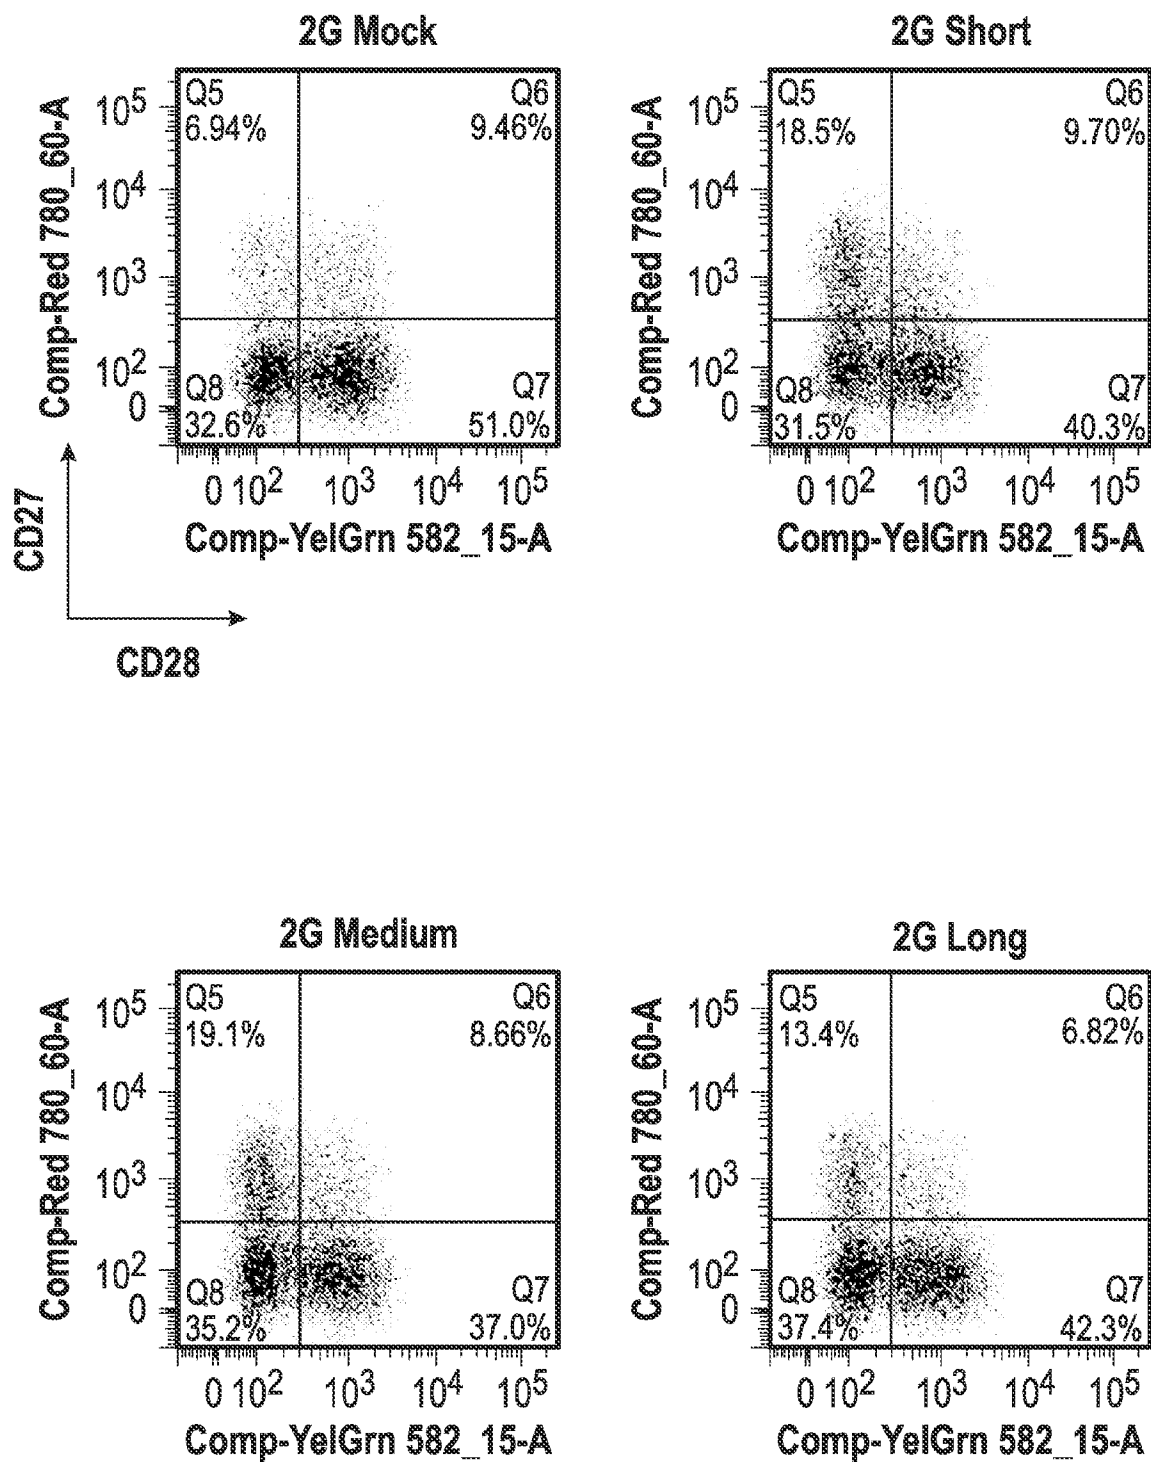 2G Mock
Comp-Red 780_60-A
10^5
10^4
10^3
10^2
0
Q5
6.94%
Q6
9.46%
Q8
32.6%
Q7
51.0%
0 10^2 10^3 10^4 10^5
Comp-YelGrn 582_15-A
CD27
CD28
2G Short
Comp-Red 780_60-A
10^5
10^4
10^3
10^2
0
Q5
18.5%
Q6
9.70%
Q8
31.5%
Q7
40.3%
0 10^2 10^3 10^4 10^5
Comp-YelGrn 582_15-A
2G Medium
Comp-Red 780_60-A
10^5
10^4
10^3
10^2
0
Q5
19.1%
Q6
8.66%
Q8
35.2%
Q7
37.0%
0 10^2 10^3 10^4 10^5
Comp-YelGrn 582_15-A
2G Long
Comp-Red 780_60-A
10^5
10^4
10^3
10^2
0
Q5
13.4%
Q6
6.82%
Q8
37.4%
Q7
42.3%
0 10^2 10^3 10^4 10^5
Comp-YelGrn 582_15-A